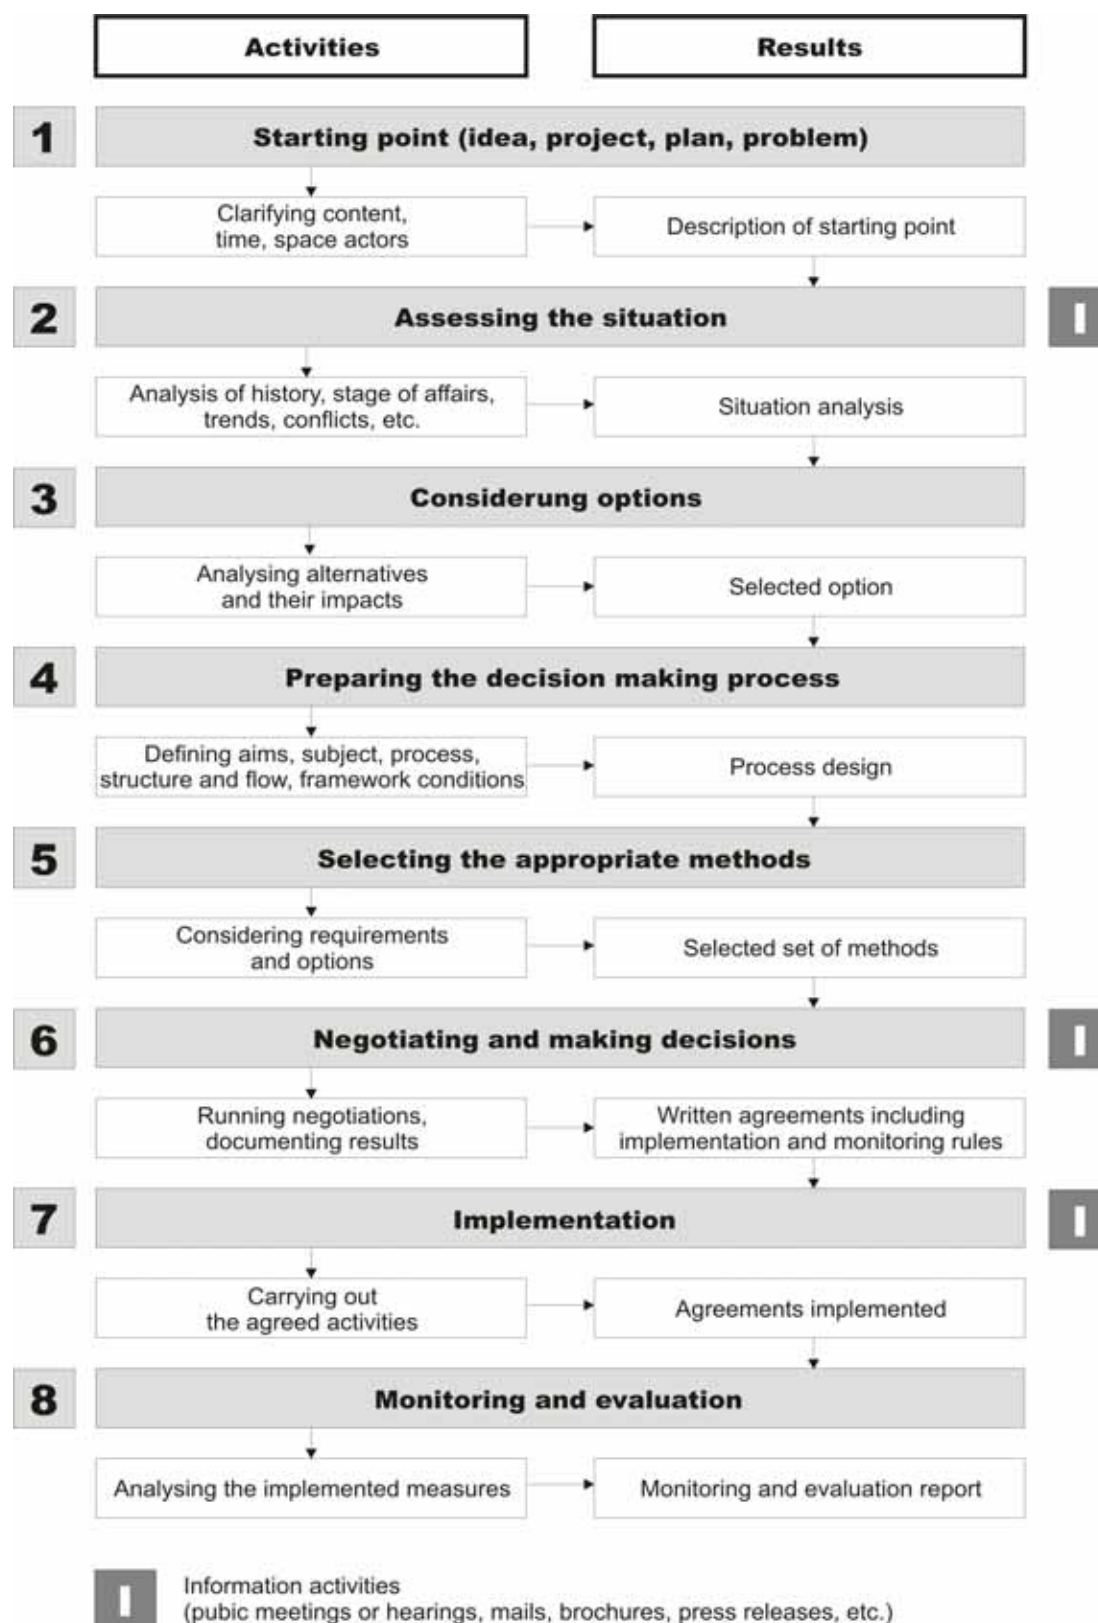 Activities
Results
1
Starting point (idea, project, plan, problem)
Clarifying content,
time, space actors
Description of starting point
2
Assessing the situation
I
Analysis of history, stage of affairs,
trends, conflicts, etc.
Situation analysis
3
Considerung options
Analysing alternatives
and their impacts
Selected option
4
Preparing the decision making process
Defining aims, subject, process,
structure and flow, framework conditions
Process design
5
Selecting the appropriate methods
Considering requirements
and options
Selected set of methods
6
Negotiating and making decisions
I
Running negotiations,
documenting results
Written agreements including
implementation and monitoring rules
7
Implementation
I
Carrying out
the agreed activities
Agreements implemented
8
Monitoring and evaluation
Analysing the implemented measures
Monitoring and evaluation report
I
Information activities
(pubic meetings or hearings, mails, brochures, press releases, etc.)